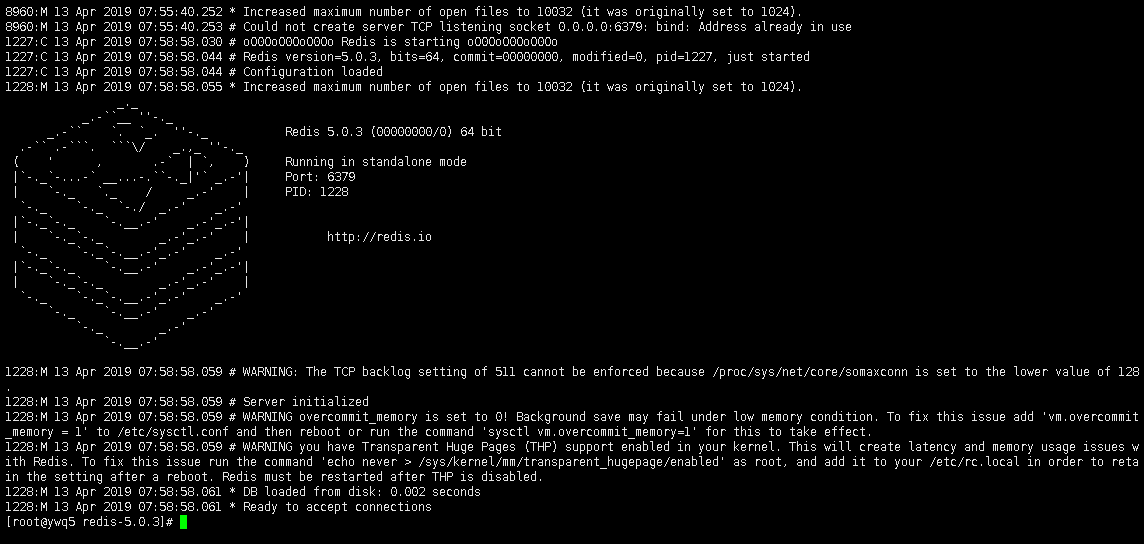 8960:M 13 Apr 2019 07:55:40.252 * Increased maximum number of open files to 10032 (it was originally set to 1024).
8960:M 13 Apr 2019 07:55:40.253 # Could not create server TCP listening socket 0.0.0.0:6379: bind: Address already in use
1227:C 13 Apr 2019 07:58:58.030 # oO0OoO0OoO0Oo Redis is starting oO0OoO0OoO0Oo
1227:C 13 Apr 2019 07:58:58.044 # Redis version=5.0.3, bits=64, commit=00000000, modified=0, pid=1227, just started
1227:C 13 Apr 2019 07:58:58.044 # Configuration loaded
1228:M 13 Apr 2019 07:58:58.055 * Increased maximum number of open files to 10032 (it was originally set to 1024).
Redis 5.0.3 (00000000/0) 64 bit
Running in standalone mode
Port: 6379
PID: 1228
http://redis.io
1228:M 13 Apr 2019 07:58:58.059 # WARNING: The TCP backlog setting of 511 cannot be enforced because /proc/sys/net/core/somaxconn is set to the lower value of 128
.
1228:M 13 Apr 2019 07:58:58.059 # Server initialized
1228:M 13 Apr 2019 07:58:58.059 # WARNING overcommit_memory is set to 0! Background save may fail under low memory condition. To fix this issue add 'vm.overcommit
_memory = 1' to /etc/sysctl.conf and then reboot or run the command 'sysctl vm.overcommit_memory=1' for this to take effect.
1228:M 13 Apr 2019 07:58:58.059 # WARNING you have Transparent Huge Pages (THP) support enabled in your kernel. This will create latency and memory usage issues w
ith Redis. To fix this issue run the command 'echo never > /sys/kernel/mm/transparent_hugepage/enabled' as root, and add it to your /etc/rc.local in order to reta
in the setting after a reboot. Redis must be restarted after THP is disabled.
1228:M 13 Apr 2019 07:58:58.061 * DB loaded from disk: 0.002 seconds
1228:M 13 Apr 2019 07:58:58.061 * Ready to accept connections
[root@ywq5 redis-5.0.3]#